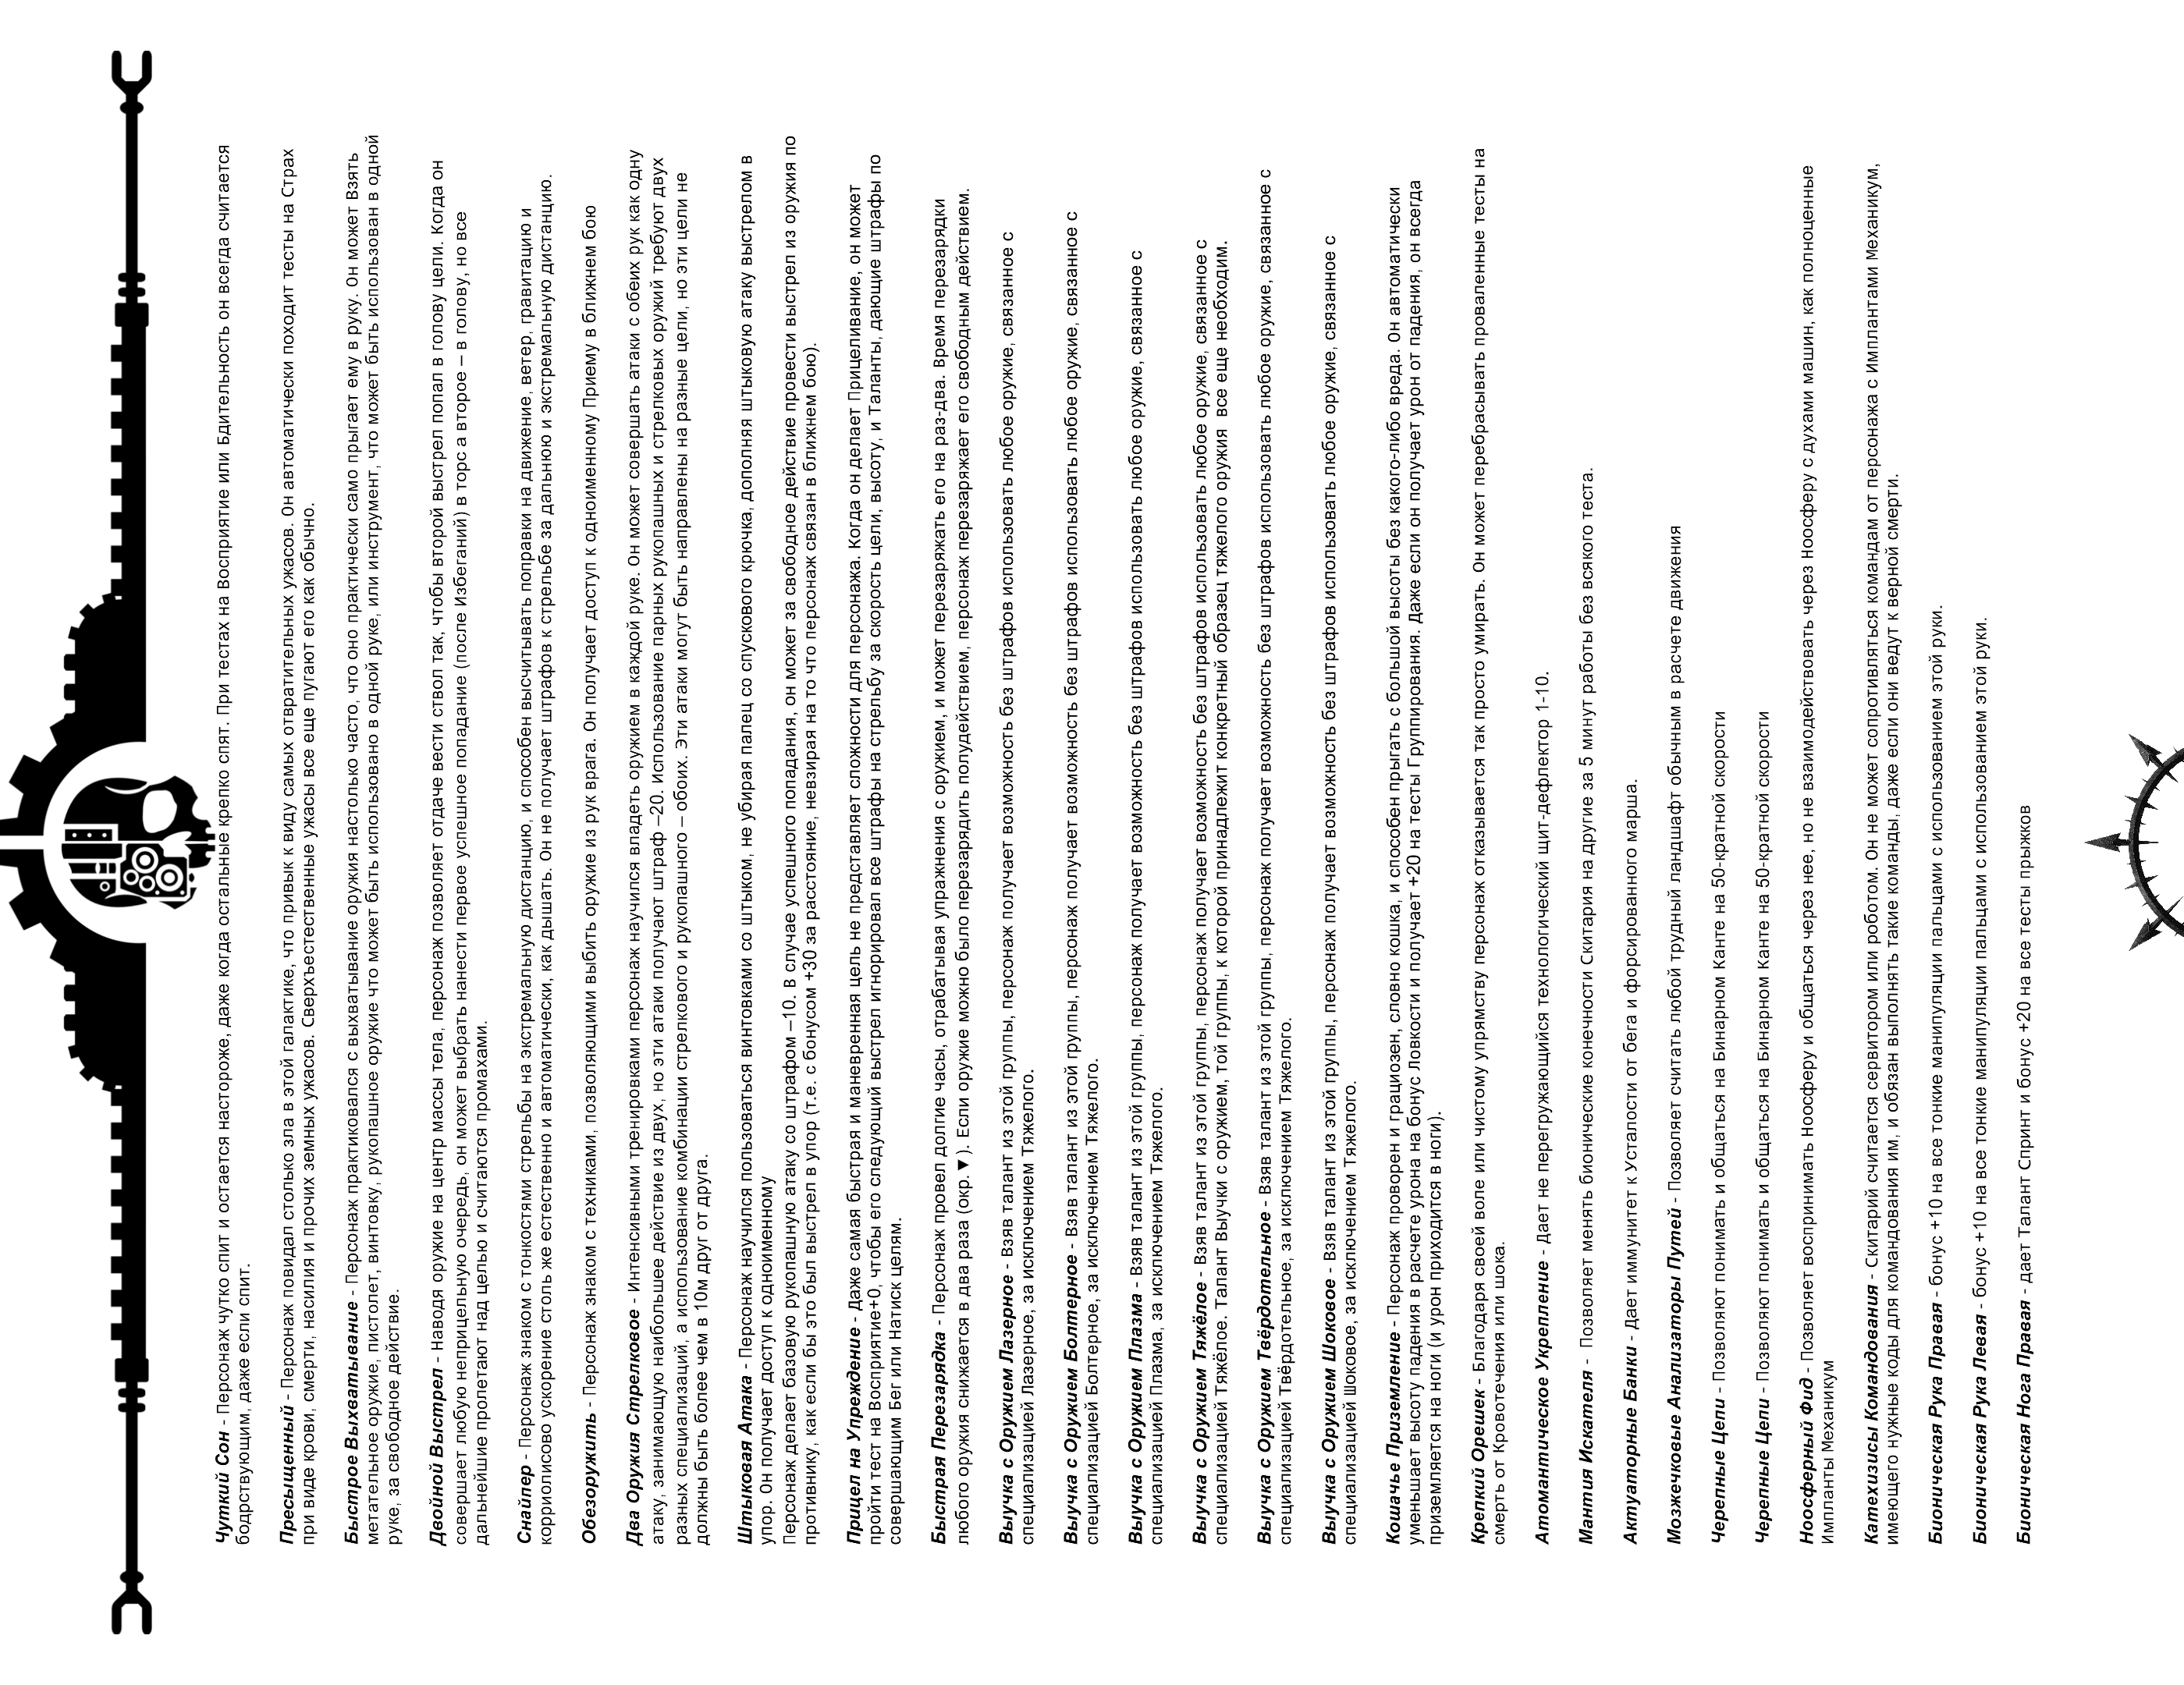 Чуткий Сон - Персонаж чутко спит и остается настороже, даже когда остальные крепко спят. При тестах на Восприятие или Бдительность он всегда считается
бодрствующим, даже если спит.
Пресыщенный - Персонаж повидал столько зла в этой галактике, что привык к виду самых отвратительных ужасов. Он автоматически походит тесты на Страх
при виде крови, смерти, насилия и прочих земных ужасов. Сверхъестественные ужасы все еще пугают его как обычно.
Быстрое Выхватывание - Персонаж практиковался с выхватывание оружия настолько часто, что оно практически само прыгает ему в руку. Он может Взять
метательное оружие, пистолет, винтовку, рукопашное оружие что может быть использовано в одной руке, или инструмент, что может быть использован в одной
руке, за свободное действие.
Двойной Выстрел - Наводя оружие на центр массы тела, персонаж позволяет отдаче вести ствол так, чтобы второй выстрел попал в голову цели. Когда он
совершает любую неприцельную очередь, он может выбрать нанести первое успешное попадание (после Избеганий) в торс а второе – в голову, но все
дальнейшие пролетают над целью и считаются промахами.
Снайпер - Персонаж знаком с тонкостями стрельбы на экстремальную дистанцию, и способен высчитывать поправки на движение, ветер, гравитацию и
корриолисово ускорение столь же естественно и автоматически, как дышать. Он не получает штрафов к стрельбе за дальнюю и экстремальную дистанцию.
Обезоружить - Персонаж знаком с техниками, позволяющими выбить оружие из рук врага. Он получает доступ к одноименному Приему в ближнем бою
Два Оружия Стрелковое - Интенсивными тренировками персонаж научился владеть оружием в каждой руке. Он может совершать атаки с обеих рук как одну
атаку, занимающую наибольшее действие из двух, но эти атаки получают штраф –20. Использование парных рукопашных и стрелковых оружий требуют двух
разных специализаций, а использование комбинации стрелкового и рукопашного – обоих. Эти атаки могут быть направлены на разные цели, но эти цели не
должны быть более чем в 10м друг от друга.
Штыковая Атака - Персонаж научился пользоваться винтовками со штыком, не убирая палец со спускового крючка, дополняя штыковую атаку выстрелом в
упор. Он получает доступ к одноименному
Персонаж делает базовую рукопашную атаку со штрафом –10. В случае успешного попадания, он может за свободное действие провести выстрел из оружия по
противнику, как если бы это был выстрел в упор (т.е. с бонусом +30 за расстояние, невзирая на то что персонаж связан в ближнем бою).
Прицел на Упреждение - Даже самая быстрая и маневренная цель не представляет сложности для персонажа. Когда он делает Прицеливание, он может
пройти тест на Восприятие+0, чтобы его следующий выстрел игнорировал все штрафы на стрельбу за скорость цели, высоту, и Таланты, дающие штрафы по
совершающим Бег или Натиск целям.
Быстрая Перезарядка - Персонаж провел долгие часы, отрабатывая упражнения с оружием, и может перезаряжать его на раз-два. Время перезарядки
любого оружия снижается в два раза (окр.▼). Если оружие можно было перезарядить полудействием, персонаж перезаряжает его свободным действием.
Выучка с Оружием Лазерное - Взяв талант из этой группы, персонаж получает возможность без штрафов использовать любое оружие, связанное с
специализацией Лазерное, за исключением Тяжелого.
Выучка с Оружием Болтерное - Взяв талант из этой группы, персонаж получает возможность без штрафов использовать любое оружие, связанное с
специализацией Болтерное, за исключением Тяжелого.
Выучка с Оружием Плазма - Взяв талант из этой группы, персонаж получает возможность без штрафов использовать любое оружие, связанное с
специализацией Плазма, за исключением Тяжелого.
Выучка с Оружием Тяжёлое - Взяв талант из этой группы, персонаж получает возможность без штрафов использовать любое оружие, связанное с
специализацией Тяжёлое. Талант Выучки с оружием, той группы, к которой принадлежит конкретный образец тяжелого оружия  все еще необходим.
Выучка с Оружием Твёрдотельное - Взяв талант из этой группы, персонаж получает возможность без штрафов использовать любое оружие, связанное с
специализацией Твёрдотельное, за исключением Тяжелого.
Выучка с Оружием Шоковое - Взяв талант из этой группы, персонаж получает возможность без штрафов использовать любое оружие, связанное с
специализацией Шоковое, за исключением Тяжелого.
Кошачье Приземление - Персонаж проворен и грациозен, словно кошка, и способен прыгать с большой высоты без какого-либо вреда. Он автоматически
уменьшает высоту падения в расчете урона на бонус Ловкости и получает +20 на тесты Группирования. Даже если он получает урон от падения, он всегда
приземляется на ноги (и урон приходится в ноги).
Крепкий Орешек - Благодаря своей воле или чистому упрямству персонаж отказывается так просто умирать. Он может перебрасывать проваленные тесты на
смерть от Кровотечения или шока.
Атомантическое Укрепление - Дает не перегружающийся технологический щит-дефлектор 1-10.
Мантия Искателя -  Позволяет менять бионические конечности Скитария на другие за 5 минут работы без всякого теста.
Актуаторные Банки - Дает иммунитет к Усталости от бега и форсированного марша.
Мозжечковые Анализаторы Путей - Позволяет считать любой трудный ландшафт обычным в расчете движения
Черепные Цепи - Позволяют понимать и общаться на Бинарном Канте на 50-кратной скорости
Черепные Цепи - Позволяют понимать и общаться на Бинарном Канте на 50-кратной скорости
Ноосферный Фид - Позволяет воспринимать Ноосферу и общаться через нее, но не взаимодействовать через Ноосферу с духами машин, как полноценные
Импланты Механикум
Катехизисы Командования - Скитарий считается сервитором или роботом. Он не может сопротивляться командам от персонажа с Имплантами Механикум,
имеющего нужные коды для командования им, и обязан выполнять такие команды, даже если они ведут к верной смерти.
Бионическая Рука Правая - бонус +10 на все тонкие манипуляции пальцами с использованием этой руки.
Бионическая Рука Левая - бонус +10 на все тонкие манипуляции пальцами с использованием этой руки.
Бионическая Нога Правая - дает Талант Спринт и бонус +20 на все тесты прыжков